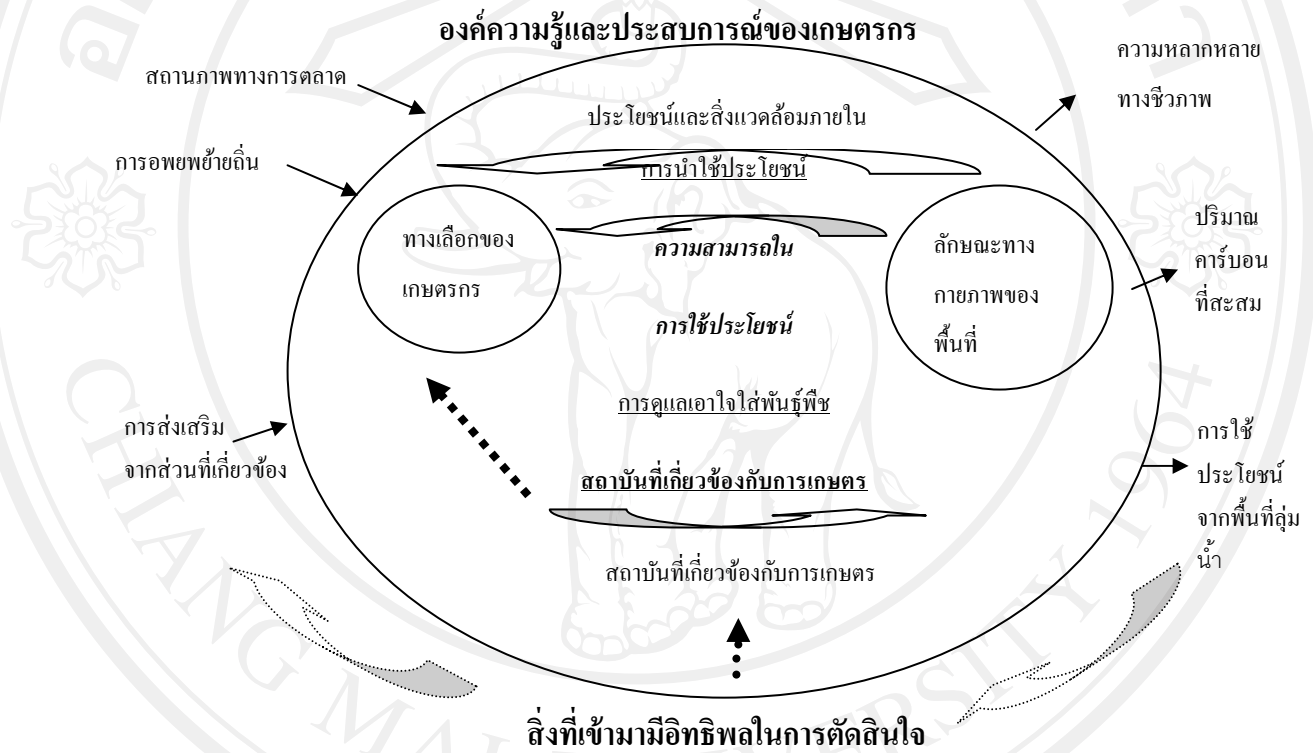 องค์ความรู้และประสบการณ์ของเกษตรกร
สถานภาพทางการตลาด
ความหลากหลาย
ทางชีวภาพ
ประโยชน์และสิ่งแวดล้อมภายใน
การอพยพย้ายถิ่น
การนำใช้ประโยชน์
ทางเลือกของ
เกษตรกร
ความสามารถใน
การใช้ประโยชน์
ลักษณะทาง
กายภาพของ
พื้นที่
ปริมาณ
คาร์บอน
ที่สะสม
การดูแลเอาใจใส่พันธุ์พืช
การส่งเสริม
จากส่วนที่เกี่ยวข้อง
การใช้
ประโยชน์
จากพื้นที่ลุ่ม
น้ำ
สถาบันที่เกี่ยวข้องกับการเกษตร
สถาบันที่เกี่ยวข้องกับการเกษตร
สิ่งที่เข้ามามีอิทธิพลในการตัดสินใจ
CHIANG MAI UNIVERSITY 1964